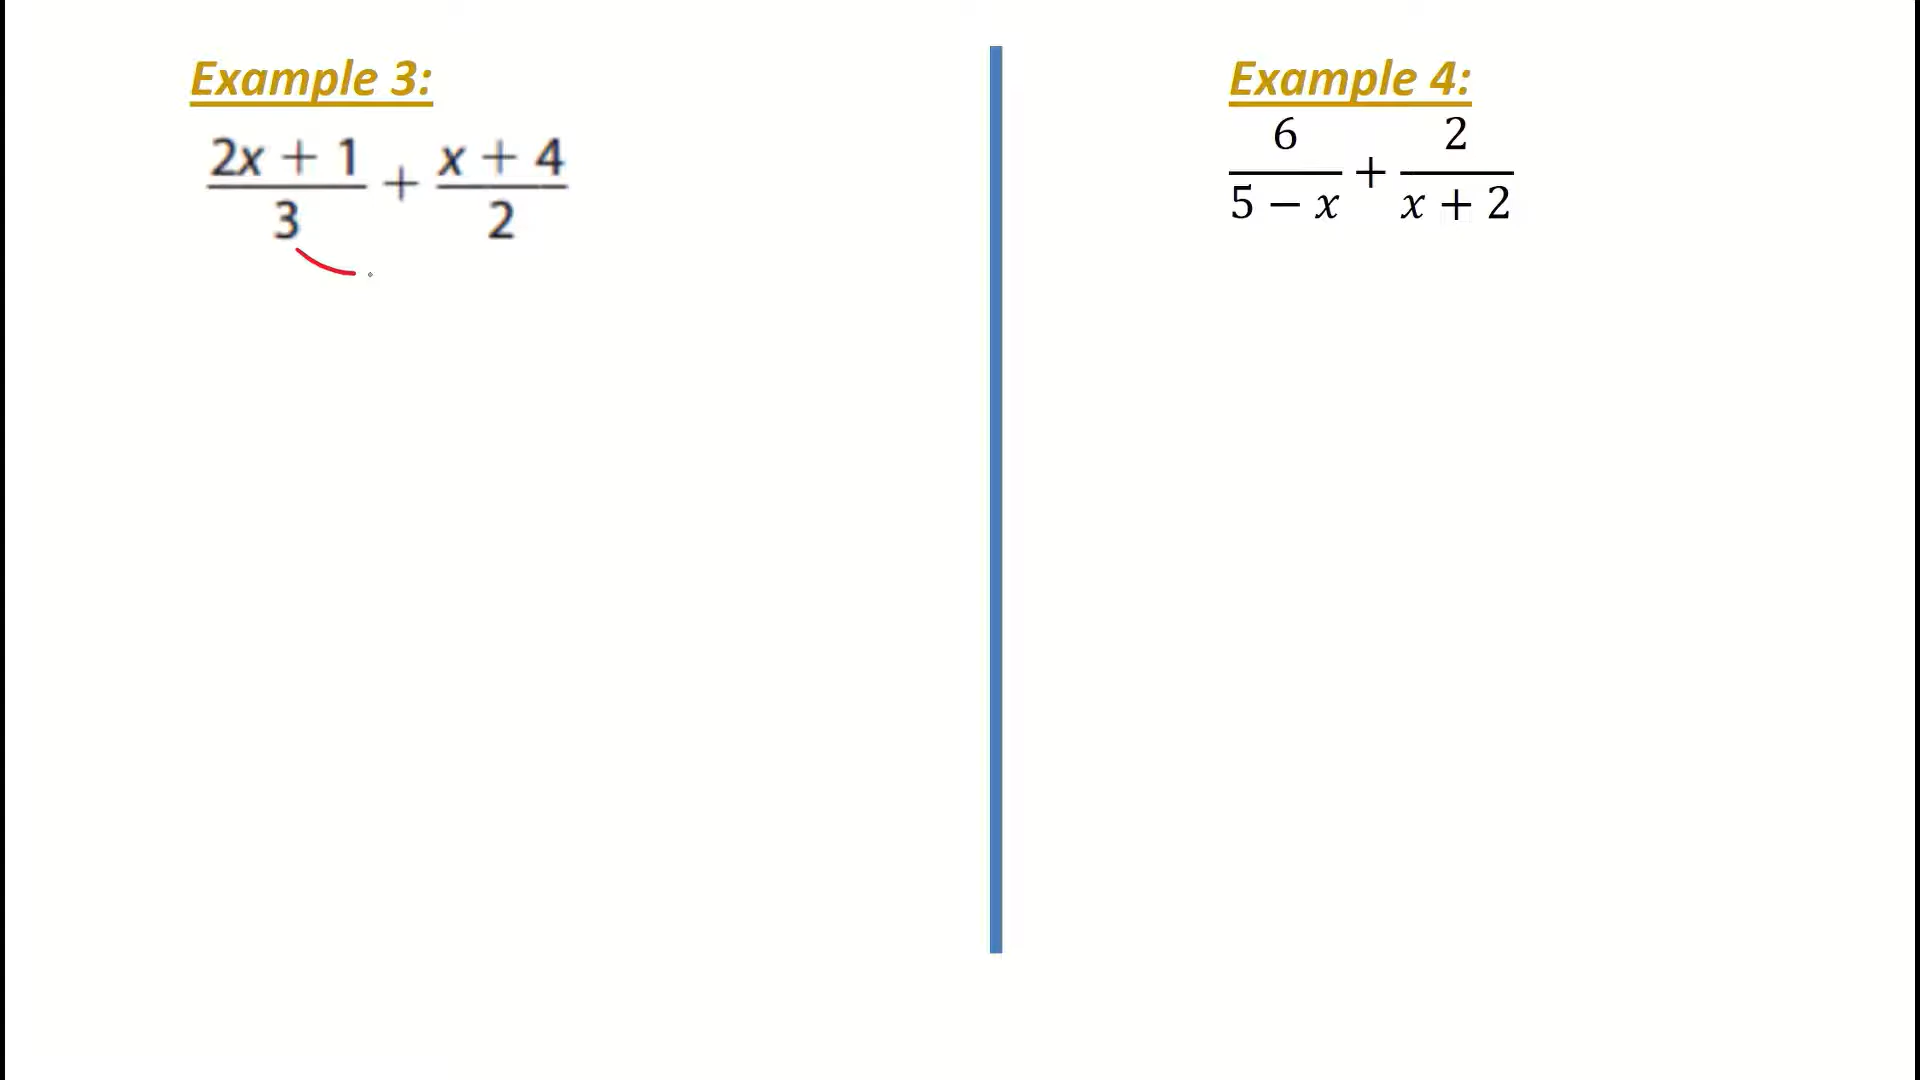 Example 3:
2x + 1 / 3 + x + 4 / 2
Example 4:
6 / 5 − x + 2 / x + 2